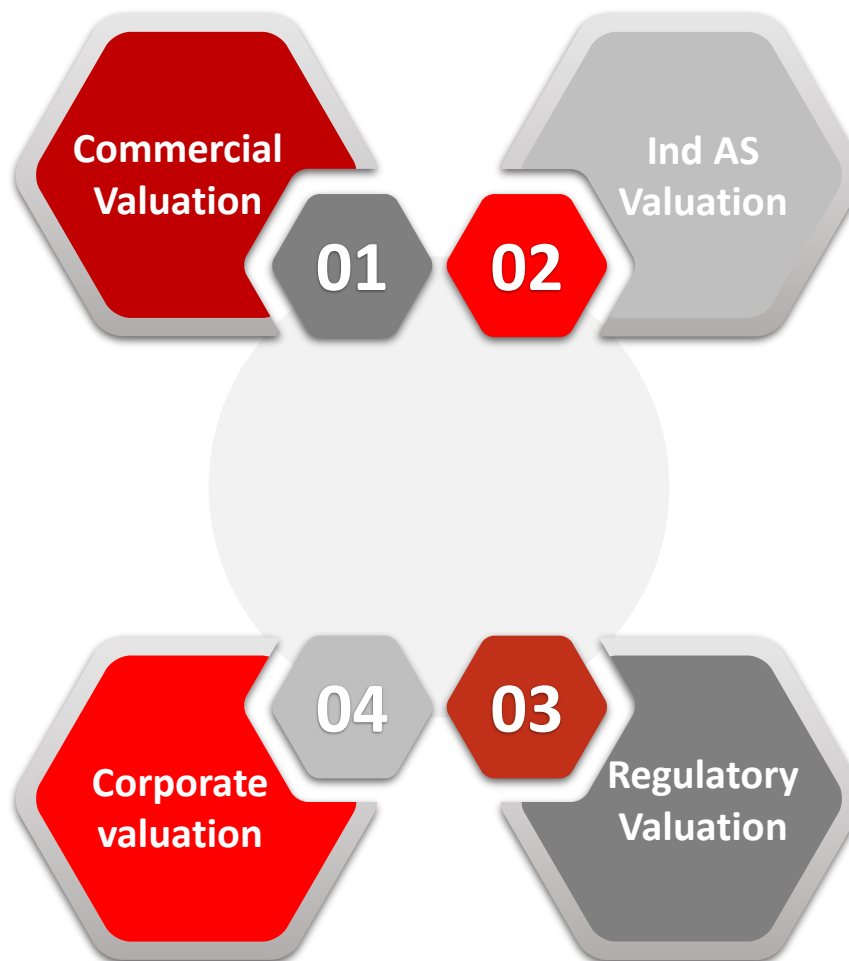 Commercial
Valuation
01
02
Ind AS
Valuation
04
Corporate
valuation
03
Regulatory
Valuation